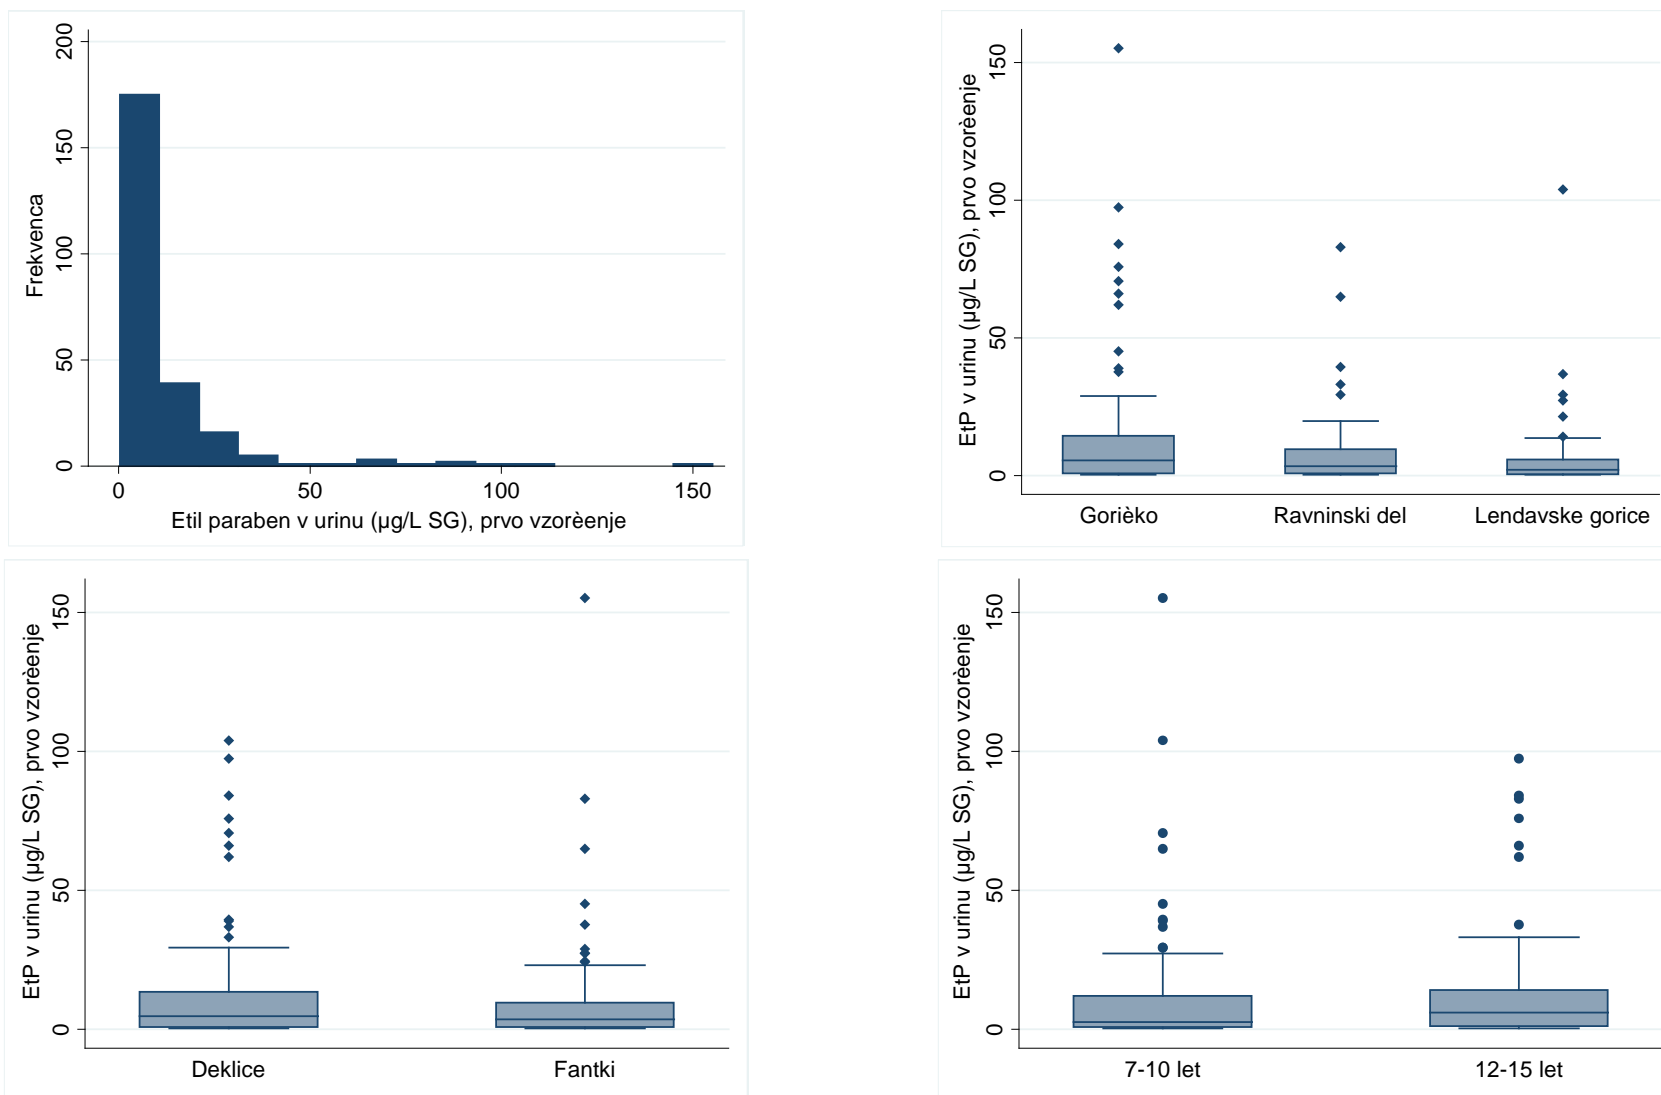 200
150
100
50
0
Frekvenca
0 50 100 150
Etil paraben v urinu (µg/L SG), prvo vzorèenje
150
100
50
0
EtP v urinu (µg/L SG), prvo vzorèenje
Gorièko Ravninski del Lendavske gorice
150
100
50
0
EtP v urinu (µg/L SG), prvo vzorèenje
Deklice Fantki
150
100
50
0
EtP v urinu (µg/L SG), prvo vzorèenje
7-10 let 12-15 let